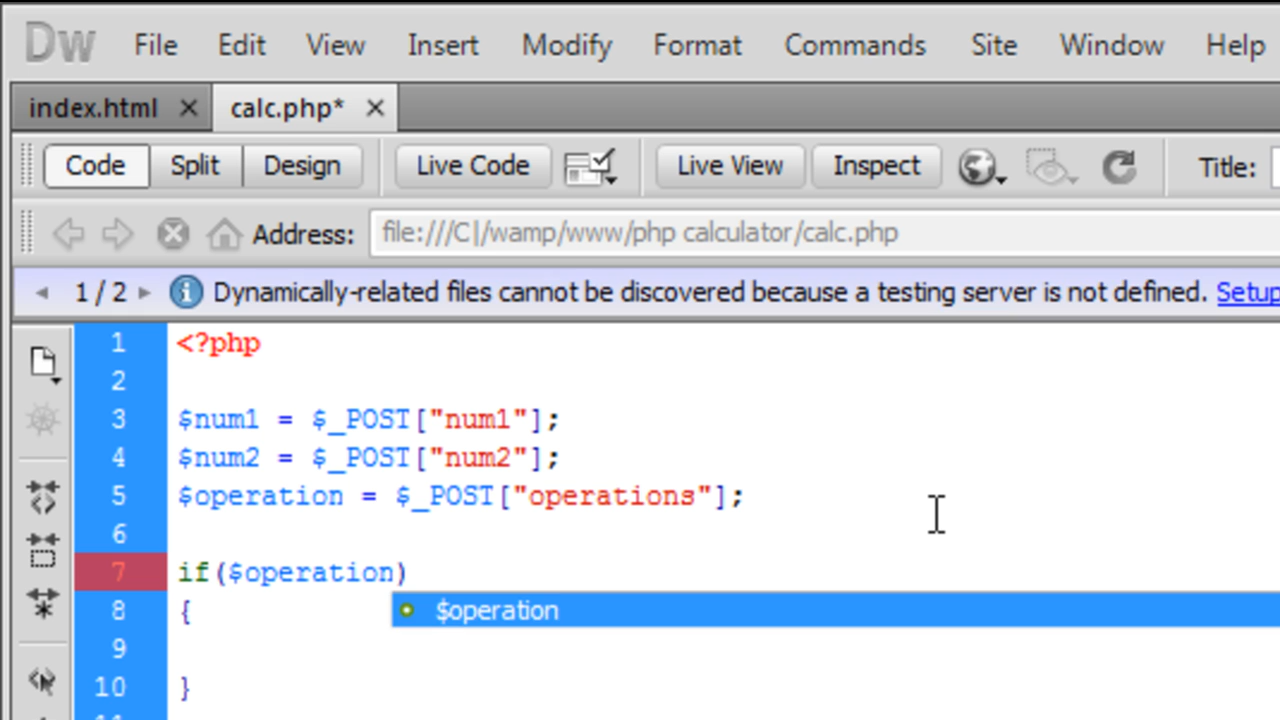 Dw File Edit View Insert Modify Format Commands Site Window Help
index.html calc.php*
Code Split Design Live Code Live View Inspect Title:
Address: file:///C|/wamp/www/php calculator/calc.php
1 / 2 Dynamically-related files cannot be discovered because a testing server is not defined. Setup
1 <?php
2
3 $num1 = $_POST["num1"];
4 $num2 = $_POST["num2"];
5 $operation = $_POST["operations"];
6
7 if($operation)
8 {
$operation
9
10 }